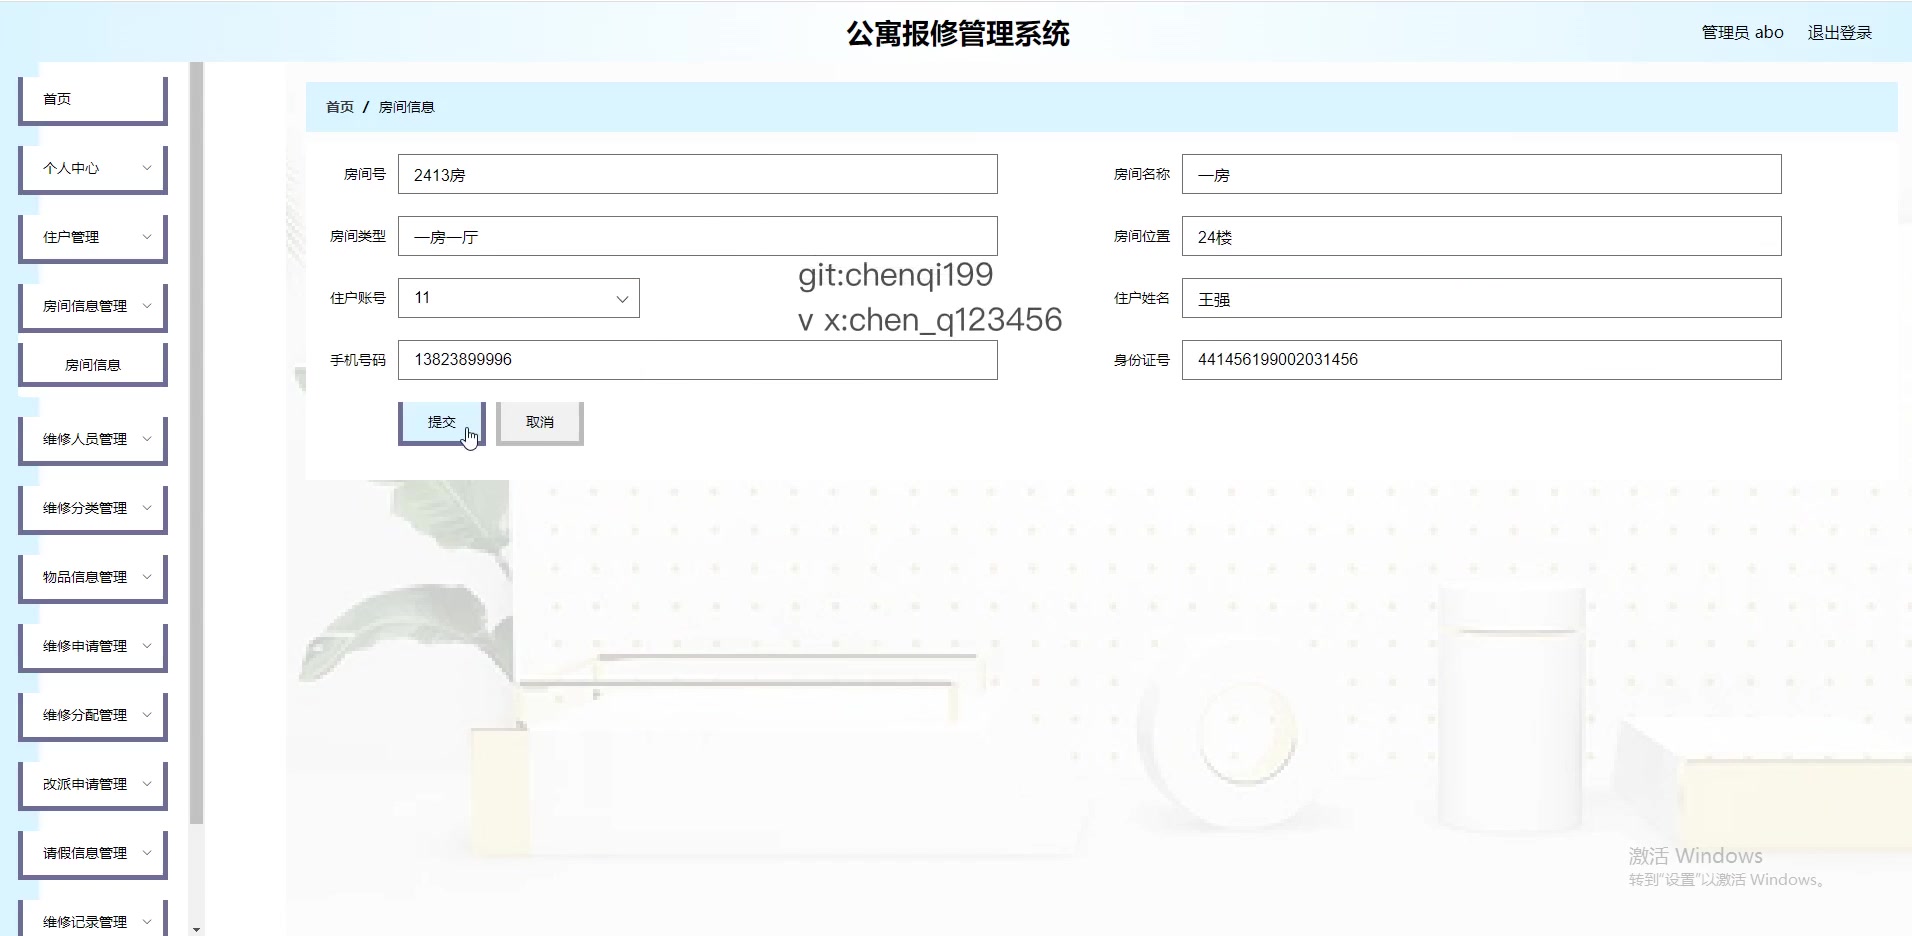 公寓报修管理系统
管理员 abo 退出登录
首页
个人中心
住户管理
房间信息管理
房间信息
维修人员管理
维修分类管理
物品信息管理
维修申请管理
维修分配管理
改派申请管理
请假信息管理
维修记录管理
首页 / 房间信息
房间号 2413房 房间名称 一房
房间类型 一房一厅 房间位置 24楼
git:chenqi199
住户账号 11 住户姓名 王强
v x:chen_q123456
手机号码 13823899996 身份证号 441456199002031456
提交 取消
激活 Windows
转到“设置”以激活 Windows。